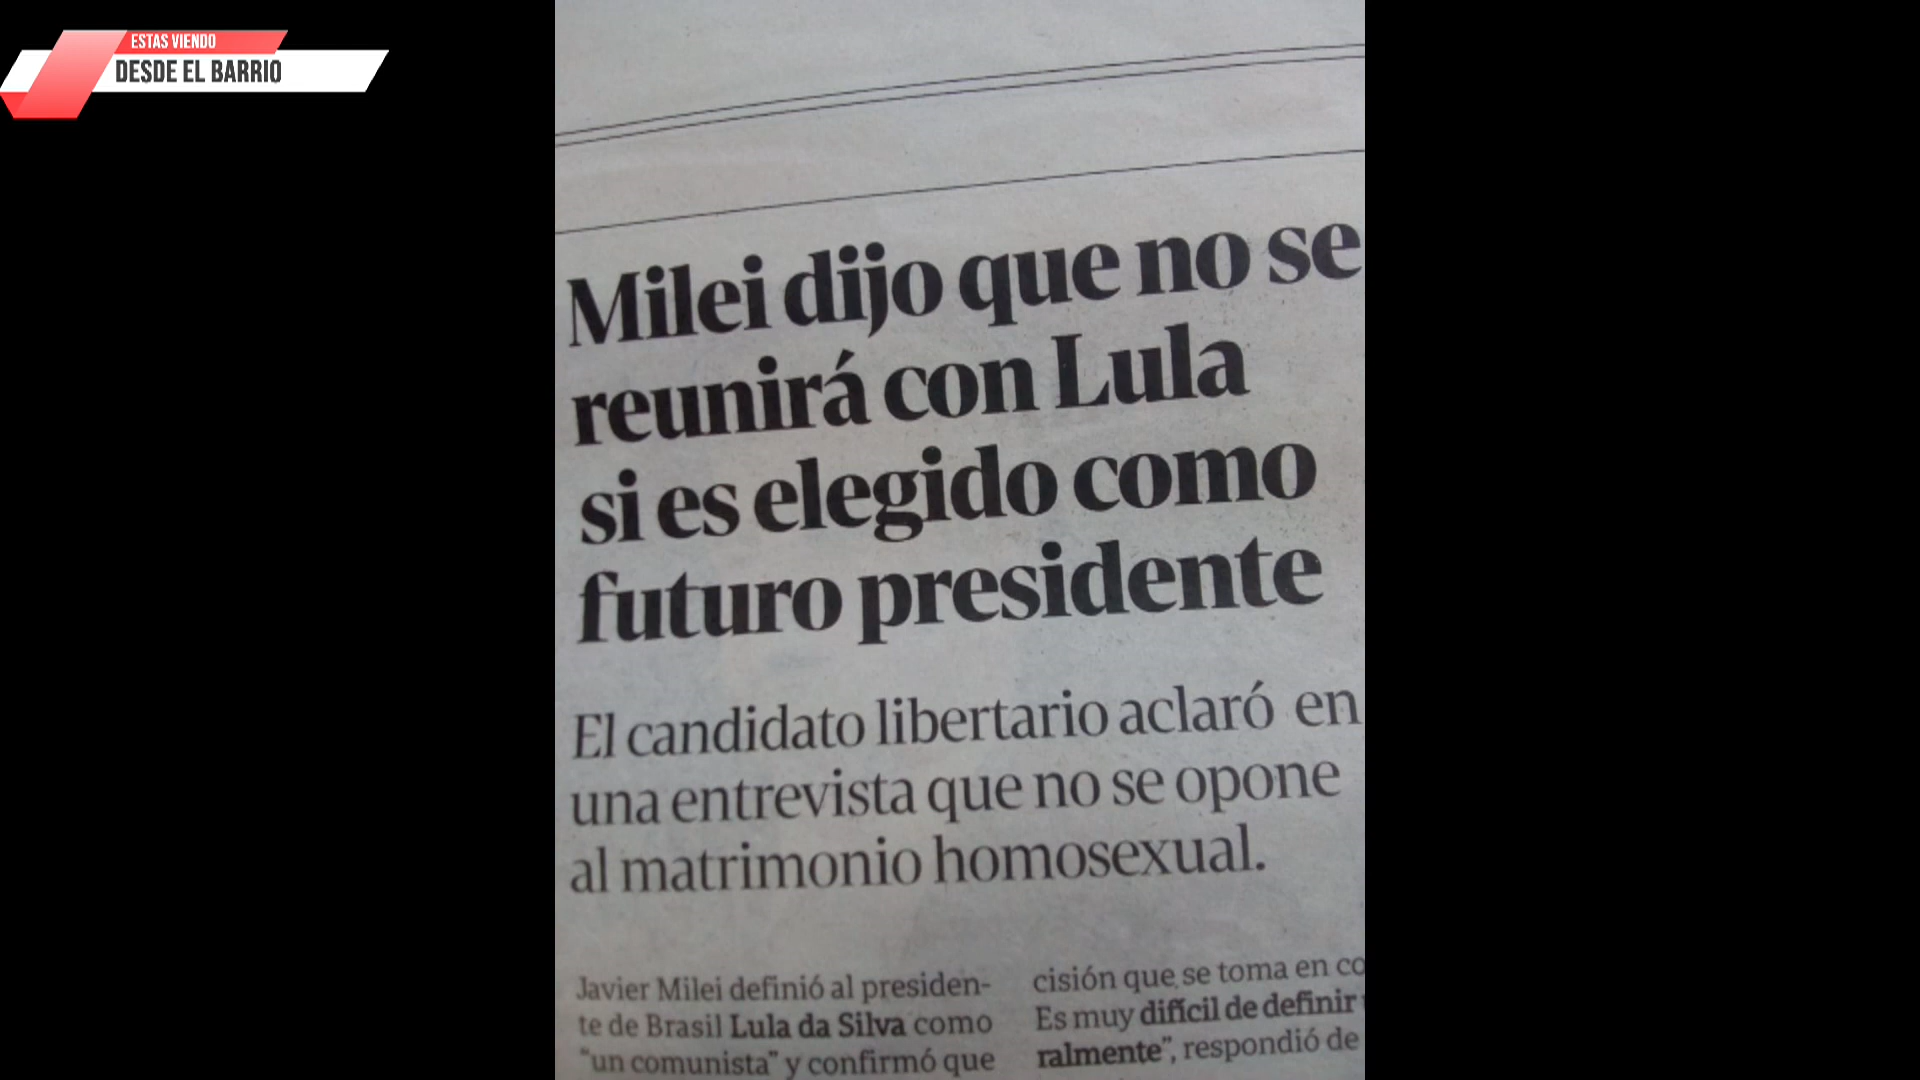 ESTAS VIENDO
DESDE EL BARRIO
Milei dijo que no se
reunirá con Lula
si es elegido como
futuro presidente
El candidato libertario aclaró en
una entrevista que no se opone
al matrimonio homosexual.
Javier Milei definió al presiden-
te de Brasil Lula da Silva como
"un comunista" y confirmó que
cisión que se toma en co
Es muy difícil de definir
ralmente", respondió de